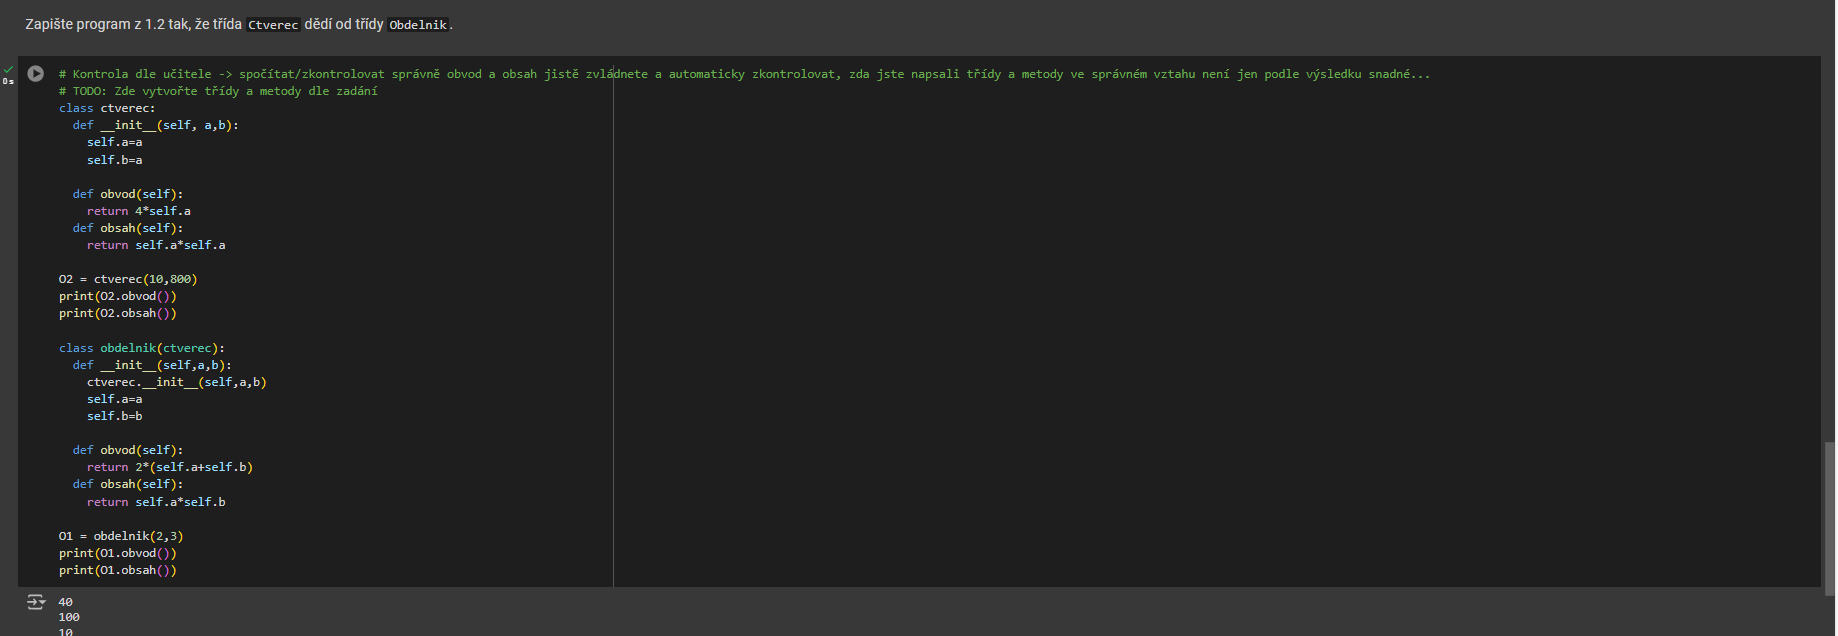 Zapište program z 1.2 tak, že třída Ctverec dědí od třídy Obdelnik.
0s
# Kontrola dle učitele -> spočítat/zkontrolovat správně obvod a obsah jistě zvládnete a automaticky zkontrolovat, zda jste napsali třídy a metody ve správném vztahu není jen podle výsledku snadné...
# TODO: Zde vytvořte třídy a metody dle zadání
class ctverec:
  def __init__(self, a,b):
    self.a=a
    self.b=a

  def obvod(self):
    return 4*self.a
  def obsah(self):
    return self.a*self.a

O2 = ctverec(10,800)
print(O2.obvod())
print(O2.obsah())

class obdelnik(ctverec):
  def __init__(self,a,b):
    ctverec.__init__(self,a,b)
    self.a=a
    self.b=b

  def obvod(self):
    return 2*(self.a+self.b)
  def obsah(self):
    return self.a*self.b

O1 = obdelnik(2,3)
print(O1.obvod())
print(O1.obsah())
40
100
10